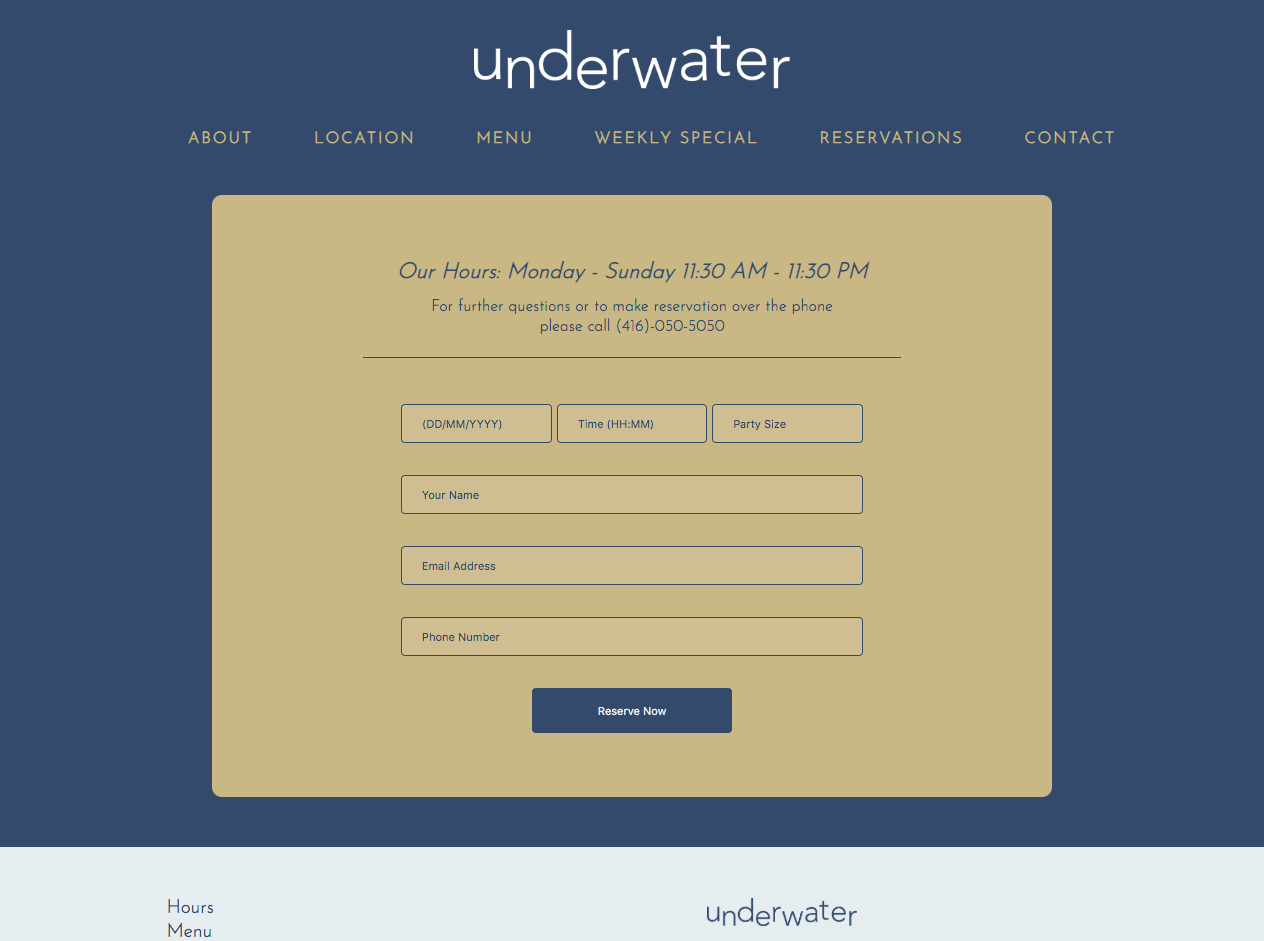 underwater
ABOUT LOCATION MENU WEEKLY SPECIAL RESERVATIONS CONTACT
Our Hours: Monday - Sunday 11:30 AM - 11:30 PM
For further questions or to make reservation over the phone
please call (416)-050-5050
(DD/MM/YYYY) Time (HH:MM) Party Size
Your Name
Email Address
Phone Number
Reserve Now
Hours
Menu
underwater